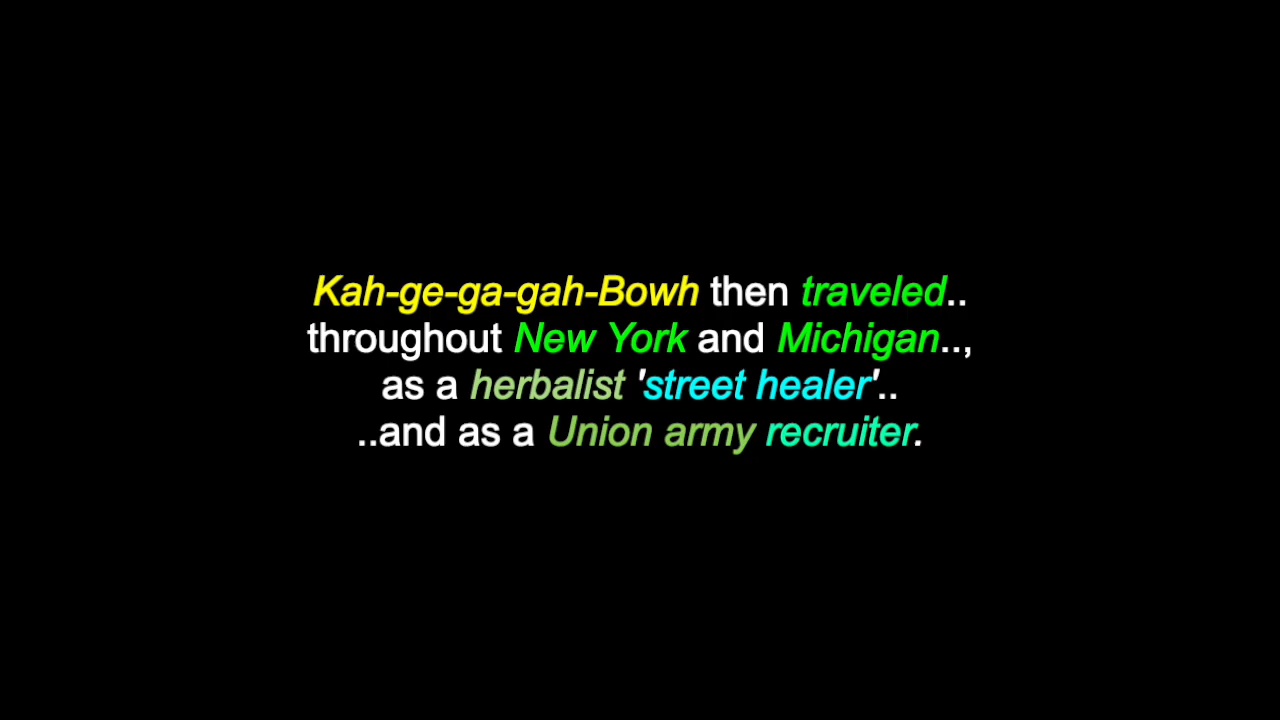 Kah-ge-ga-gah-Bowh then traveled..
throughout New York and Michigan..,
as a herbalist 'street healer'..
..and as a Union army recruiter.